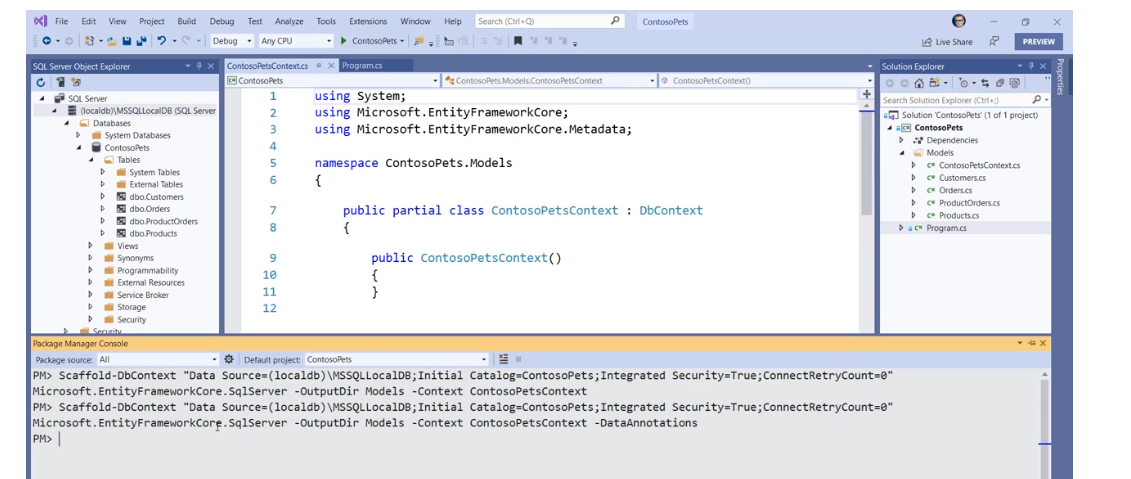 File Edit View Project Build Debug Test Analyze Tools Extensions Window Help Search (Ctrl+Q) ContosoPets
Debug Any CPU ContosoPets Live Share PREVIEW
SQL Server Object Explorer
SQL Server
(localdb)\MSSQLLocalDB (SQL Server
Databases
System Databases
ContosoPets
Tables
System Tables
External Tables
dbo.Customers
dbo.Orders
dbo.ProductOrders
dbo.Products
Views
Synonyms
Programmability
External Resources
Service Broker
Storage
Security
Security
ContosoPetsContext.cs Program.cs
ContosoPets ContosoPets.Models.ContosoPetsContext ContosoPetsContext()
1 using System;
2 using Microsoft.EntityFrameworkCore;
3 using Microsoft.EntityFrameworkCore.Metadata;
4
5 namespace ContosoPets.Models
6 {
7 public partial class ContosoPetsContext : DbContext
8 {
9 public ContosoPetsContext()
10 {
11 }
12
Solution Explorer
Search Solution Explorer (Ctrl+;)
Solution 'ContosoPets' (1 of 1 project)
ContosoPets
Dependencies
Models
ContosoPetsContext.cs
Customers.cs
Orders.cs
ProductOrders.cs
Products.cs
Program.cs
Properties
Package Manager Console
Package source: All Default project: ContosoPets
PM> Scaffold-DbContext "Data Source=(localdb)\MSSQLLocalDB;Initial Catalog=ContosoPets;Integrated Security=True;ConnectRetryCount=0"
Microsoft.EntityFrameworkCore.SqlServer -OutputDir Models -Context ContosoPetsContext
PM> Scaffold-DbContext "Data Source=(localdb)\MSSQLLocalDB;Initial Catalog=ContosoPets;Integrated Security=True;ConnectRetryCount=0"
Microsoft.EntityFrameworkCore.SqlServer -OutputDir Models -Context ContosoPetsContext -DataAnnotations
PM>